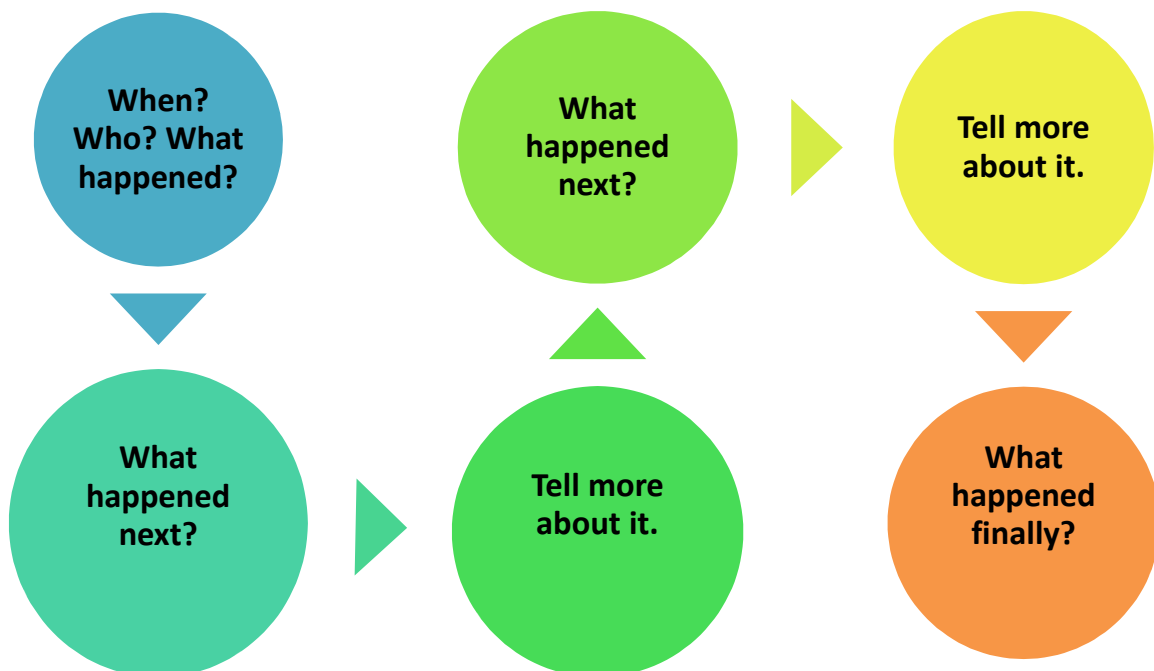 When?
Who? What
happened?
What
happened
next?
Tell more
about it.
What
happened
next?
Tell more
about it.
What
happened
finally?